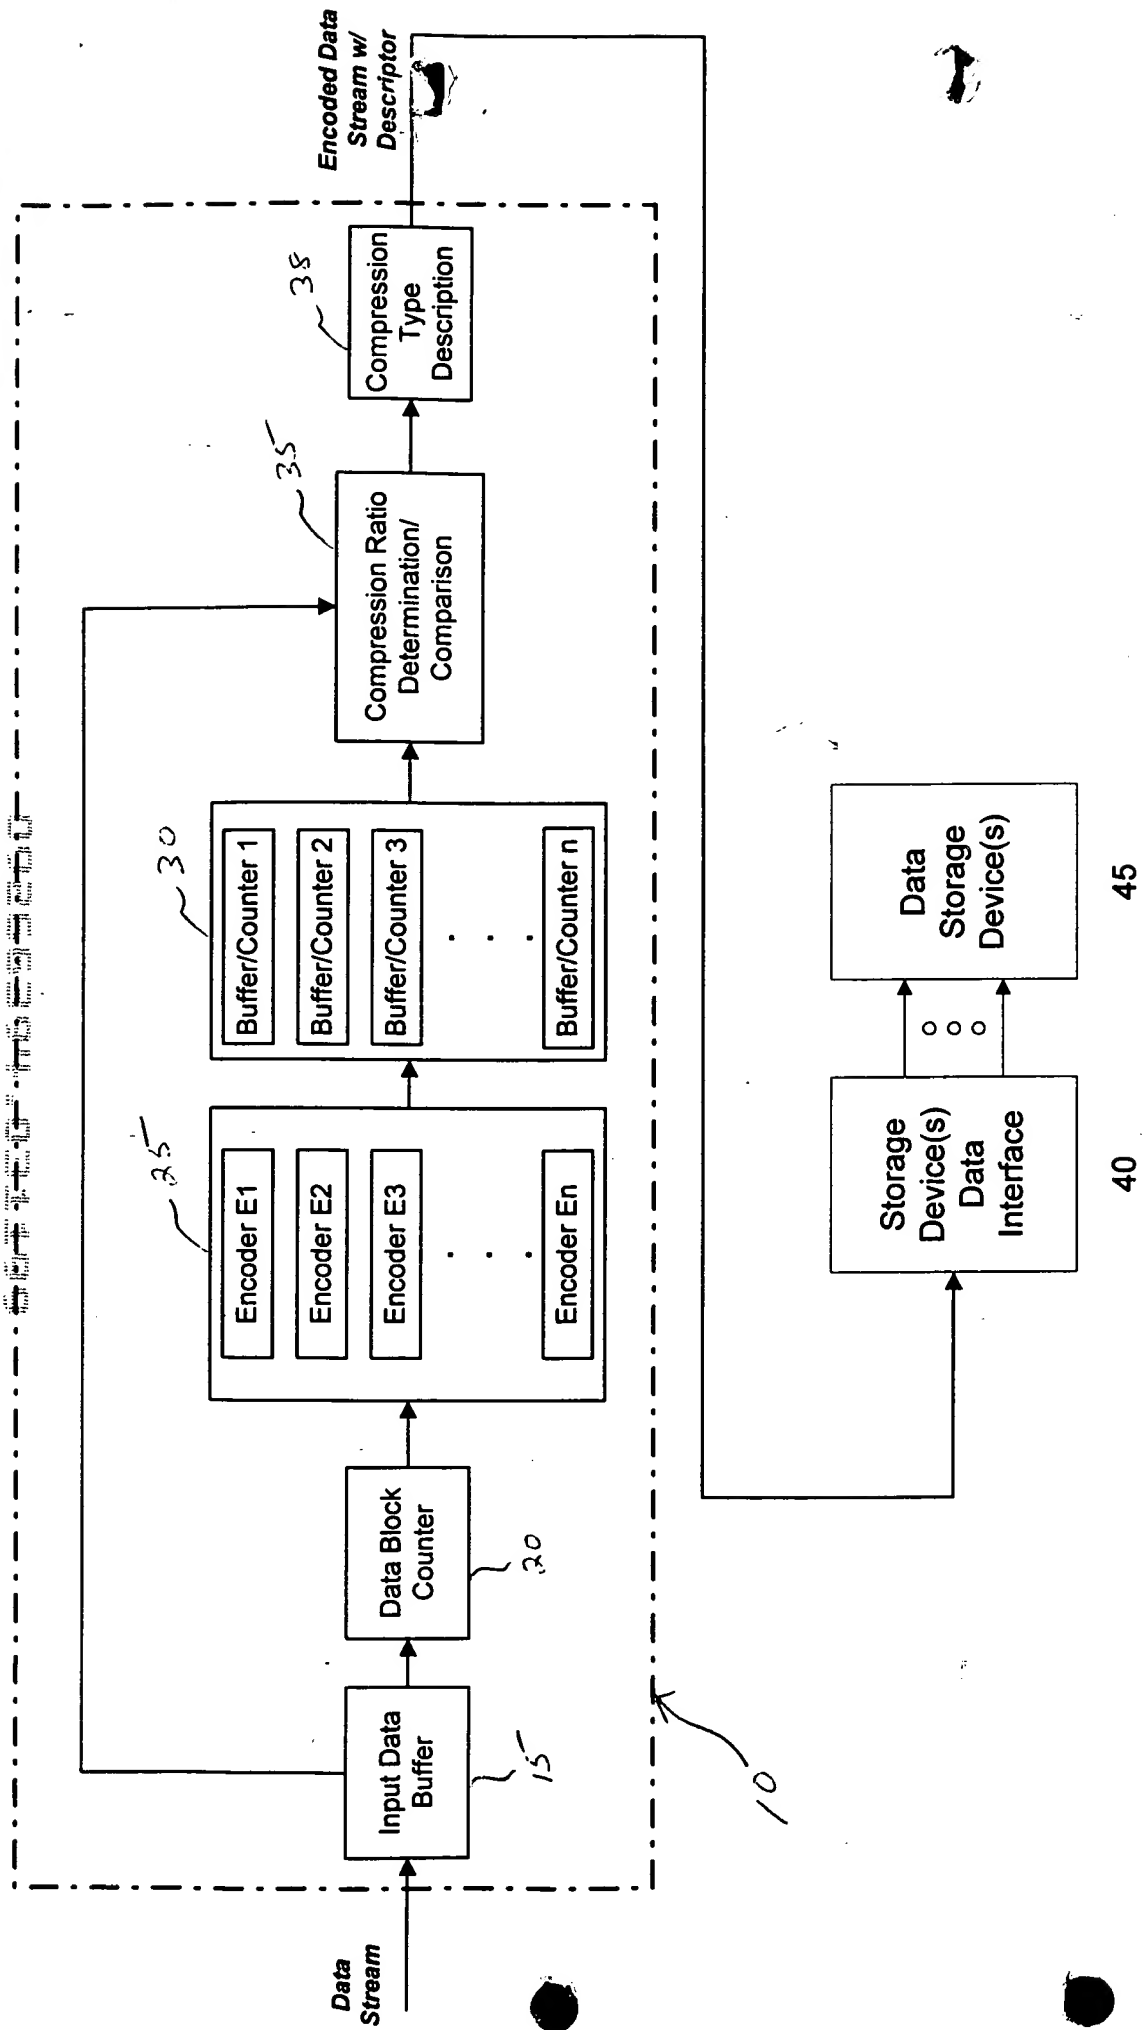 Data
Stream
Input Data
Buffer
15
Data Block
Counter
20
25
Encoder E1
Encoder E2
Encoder E3
. . .
Encoder En
30
Buffer/Counter 1
Buffer/Counter 2
Buffer/Counter 3
. . .
Buffer/Counter n
35
Compression Ratio
Determination/
Comparison
38
Compression
Type
Description
Encoded Data
Stream w/
Descriptor
10
Storage
Device(s)
Data
Interface
40
Data
Storage
Device(s)
45